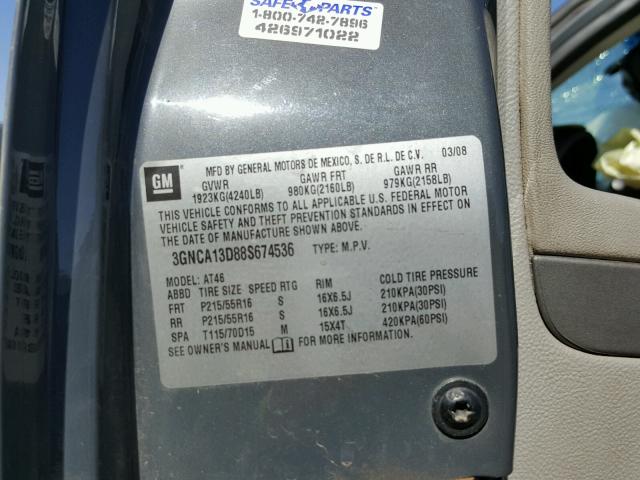 SAFE PARTS
1-800-742-7896
426971022
GM
MFD BY GENERAL MOTORS DE MEXICO, S. DE R.L. DE C.V. 03/08
GVWR GAWR FRT GAWR RR
1923KG(4240LB) 980KG(2160LB) 979KG(2158LB)
THIS VEHICLE CONFORMS TO ALL APPLICABLE U.S. FEDERAL MOTOR
VEHICLE SAFETY AND THEFT PREVENTION STANDARDS IN EFFECT ON
THE DATE OF MANUFACTURE SHOWN ABOVE.
3GNCA13D88S674536 TYPE: M.P.V.
MODEL: AT46
ABBD TIRE SIZE SPEED RTG RIM COLD TIRE PRESSURE
FRT P215/55R16 S 16X6.5J 210KPA(30PSI)
RR P215/55R16 S 16X6.5J 210KPA(30PSI)
SPA T115/70D15 M 15X4T 420KPA(60PSI)
SEE OWNER'S MANUAL FOR MORE INFORMATION.